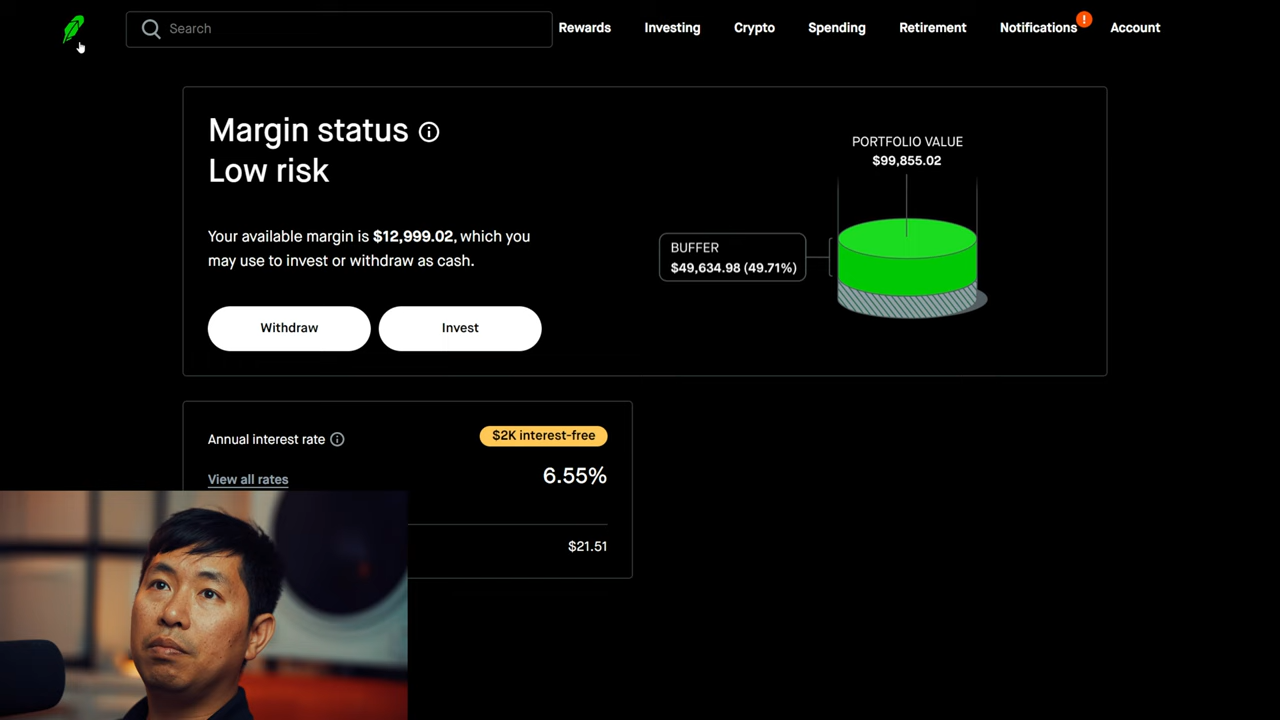 Search
Rewards
Investing
Crypto
Spending
Retirement
Notifications
!
Account
Margin status
Low risk
Your available margin is $12,999.02, which you
may use to invest or withdraw as cash.
Withdraw
Invest
PORTFOLIO VALUE
$99,855.02
BUFFER
$49,634.98 (49.71%)
Annual interest rate
$2K interest-free
View all rates
6.55%
$21.51